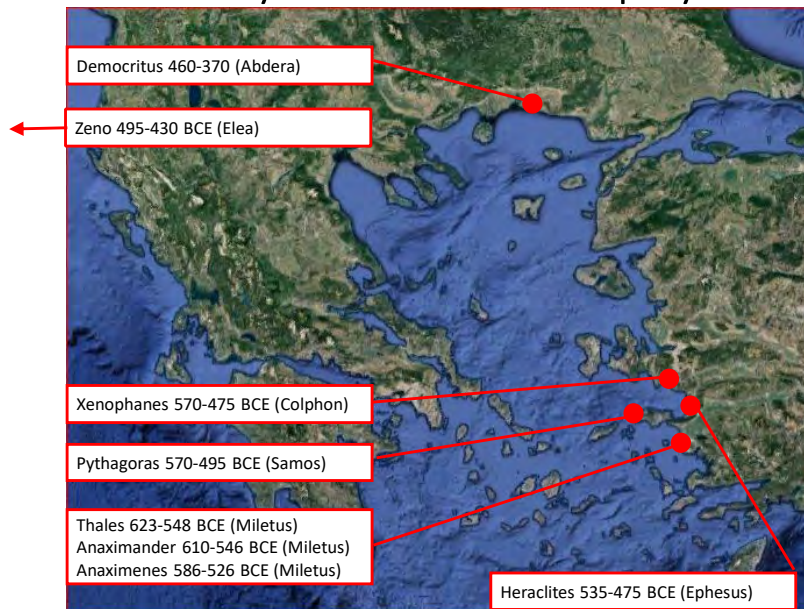 Democritus 460-370 (Abdera)
Zeno 495-430 BCE (Elea)
Xenophanes 570-475 BCE (Colphon)
Pythagoras 570-495 BCE (Samos)
Thales 623-548 BCE (Miletus)
Anaximander 610-546 BCE (Miletus)
Anaximenes 586-526 BCE (Miletus)
Heraclites 535-475 BCE (Ephesus)